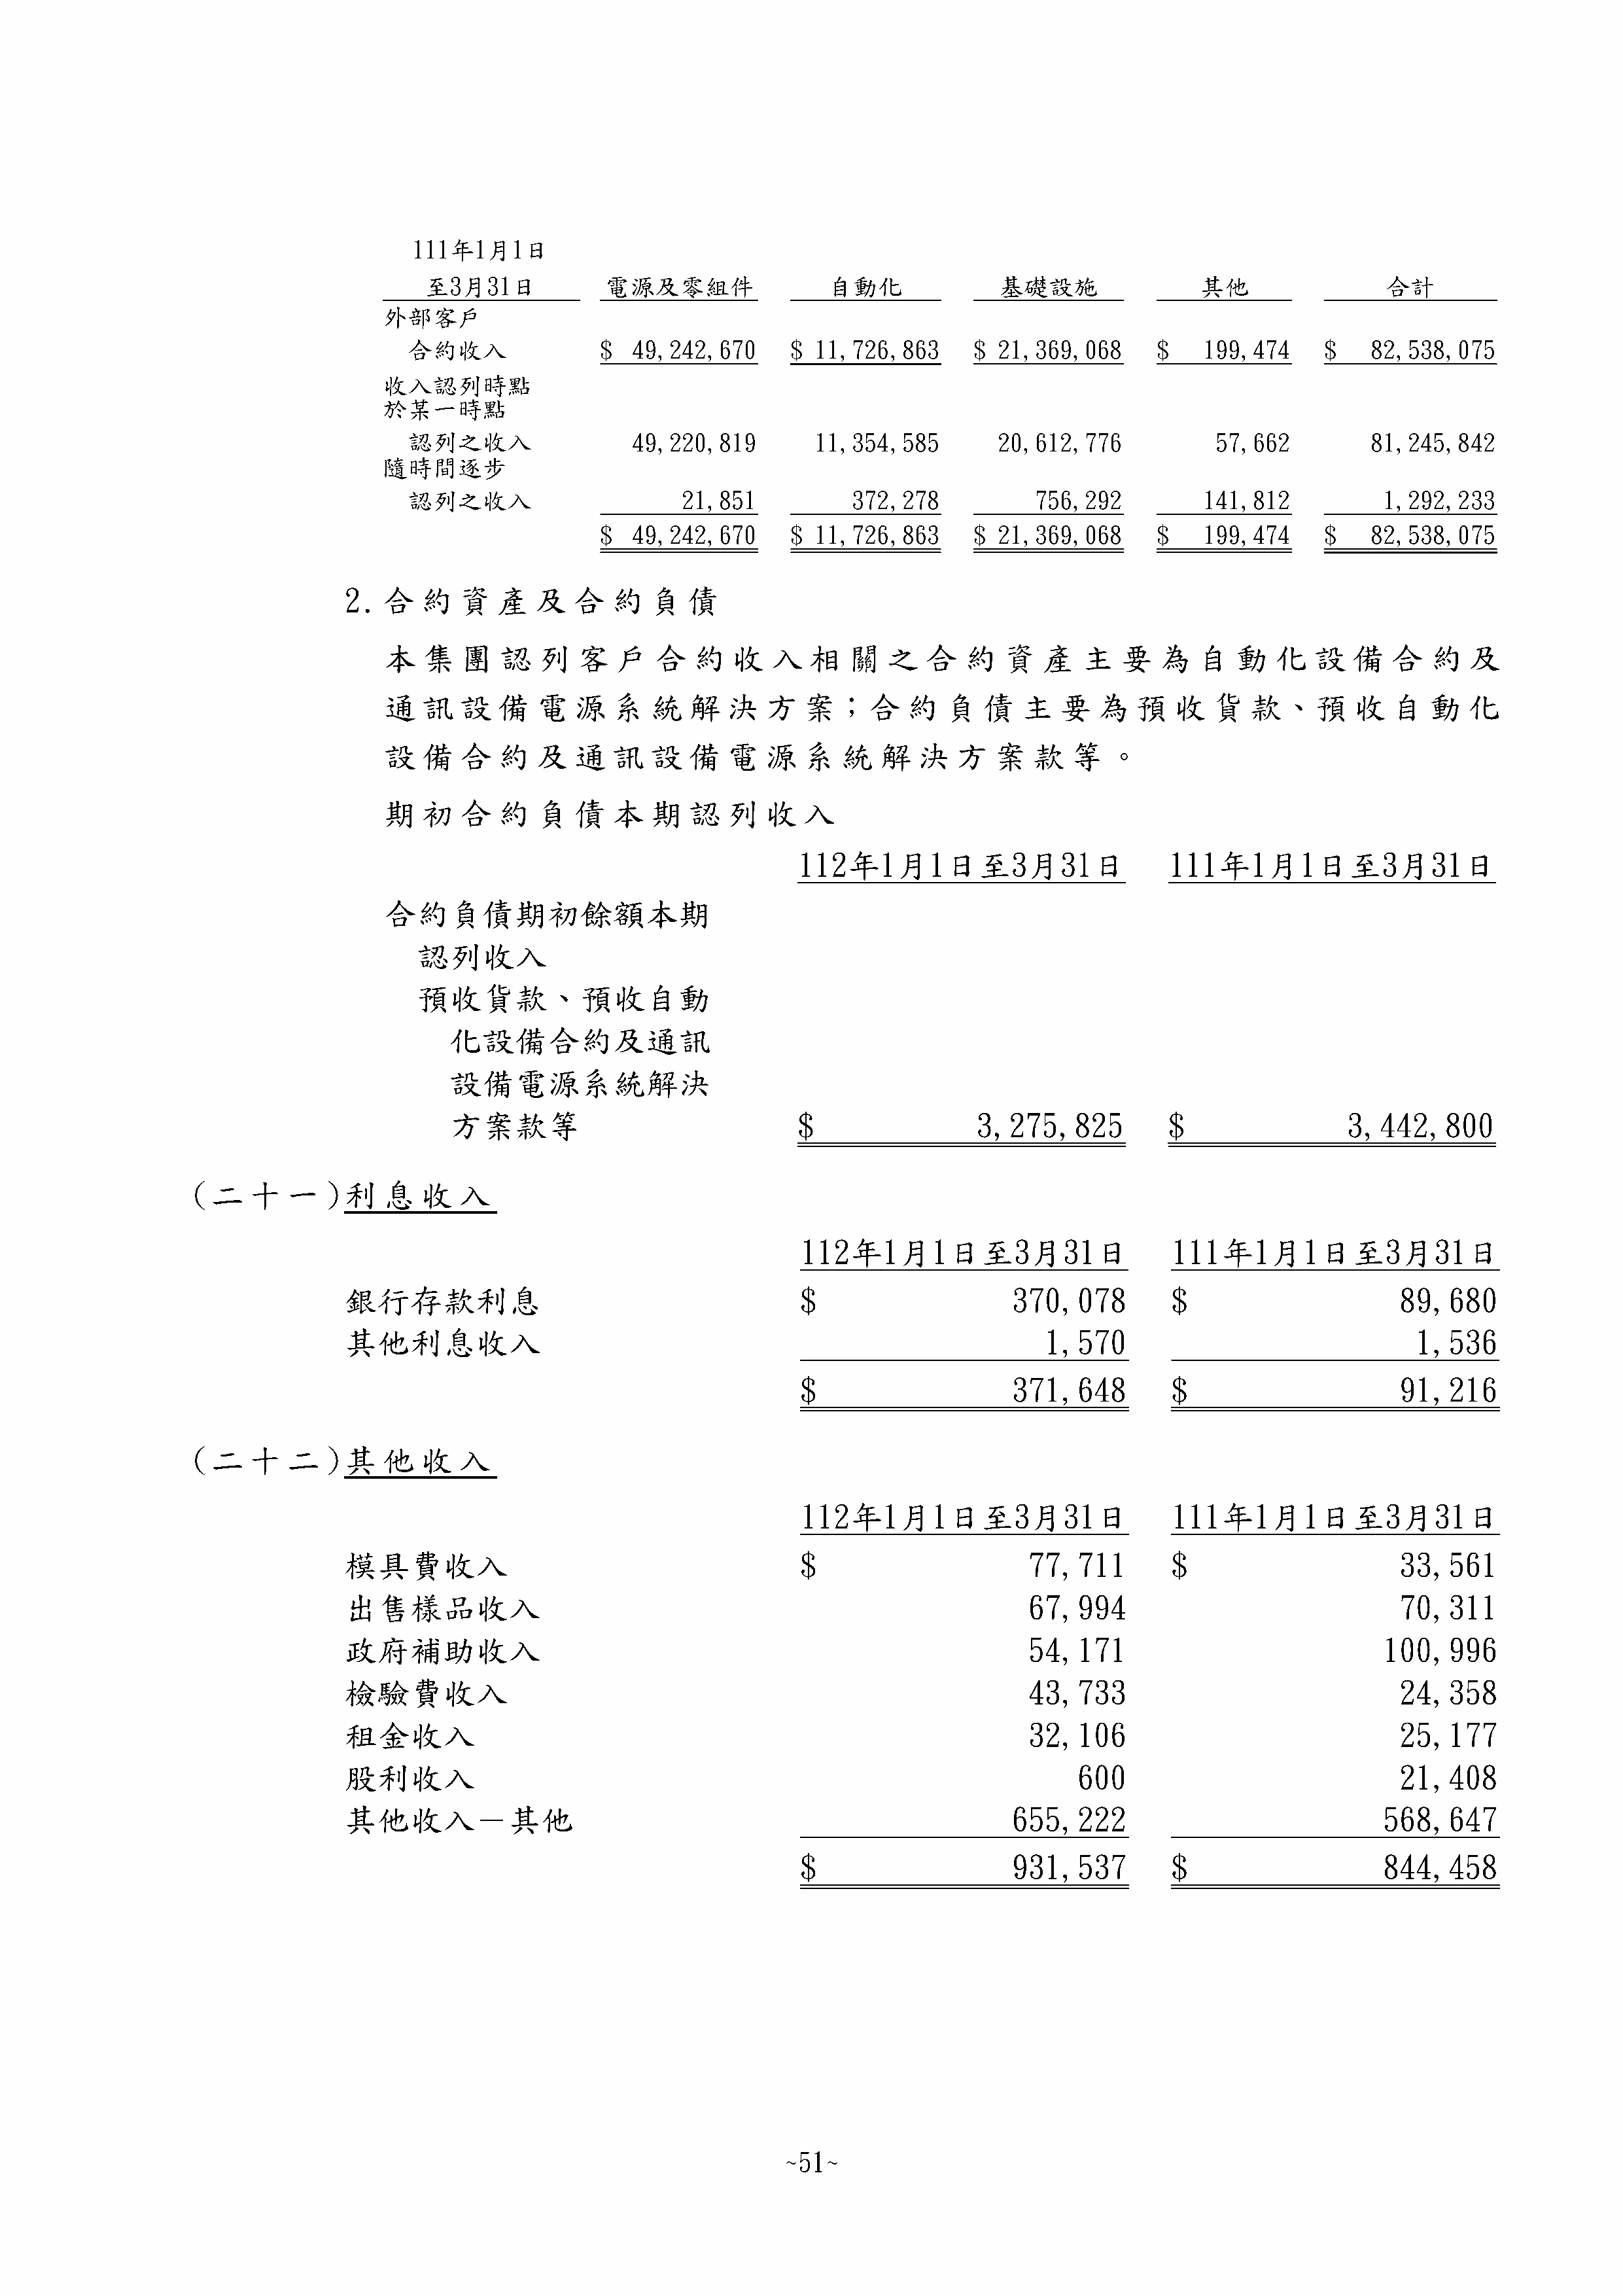 111年1月1日
至3月31日 電源及零組件 自動化 基礎設施 其他 合計
外部客戶
合約收入 $ 49,242,670 $ 11,726,863 $ 21,369,068 $ 199,474 $ 82,538,075
收入認列時點
於某一時點
認列之收入 49,220,819 11,354,585 20,612,776 57,662 81,245,842
隨時間逐步
認列之收入 21,851 372,278 756,292 141,812 1,292,233
$ 49,242,670 $ 11,726,863 $ 21,369,068 $ 199,474 $ 82,538,075
2.合約資產及合約負債
本集團認列客戶合約收入相關之合約資產主要為自動化設備合約及
通訊設備電源系統解決方案；合約負債主要為預收貨款、預收自動化
設備合約及通訊設備電源系統解決方案款等。
期初合約負債本期認列收入
112年1月1日至3月31日 111年1月1日至3月31日
合約負債期初餘額本期
認列收入
預收貨款、預收自動
化設備合約及通訊
設備電源系統解決
方案款等 $ 3,275,825 $ 3,442,800
(二十一)利息收入
112年1月1日至3月31日 111年1月1日至3月31日
銀行存款利息 $ 370,078 $ 89,680
其他利息收入 1,570 1,536
$ 371,648 $ 91,216
(二十二)其他收入
112年1月1日至3月31日 111年1月1日至3月31日
模具費收入 $ 77,711 $ 33,561
出售樣品收入 67,994 70,311
政府補助收入 54,171 100,996
檢驗費收入 43,733 24,358
租金收入 32,106 25,177
股利收入 600 21,408
其他收入－其他 655,222 568,647
$ 931,537 $ 844,458
~51~